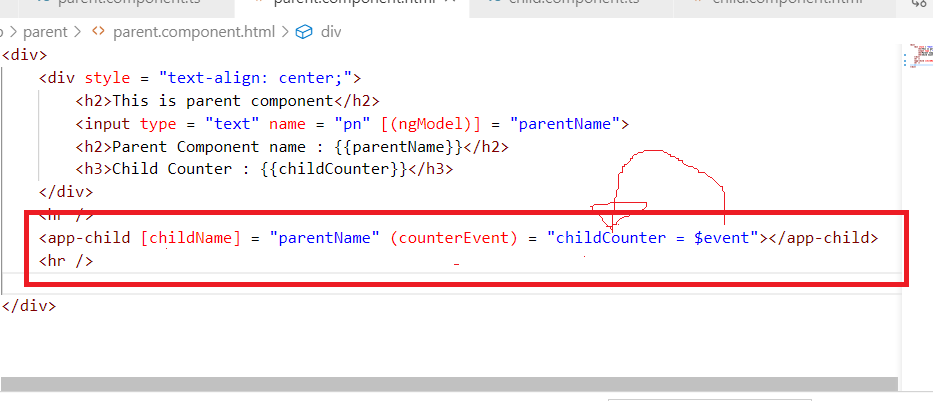 parent.component.ts parent.component.html child.component.ts child.component.html
parent > parent.component.html > div
<div>
<div style = "text-align: center;">
<h2>This is parent component</h2>
<input type = "text" name = "pn" [(ngModel)] = "parentName">
<h2>Parent Component name : {{parentName}}</h2>
<h3>Child Counter : {{childCounter}}</h3>
</div>
<hr />
<app-child [childName] = "parentName" (counterEvent) = "childCounter = $event"></app-child>
<hr />
</div>